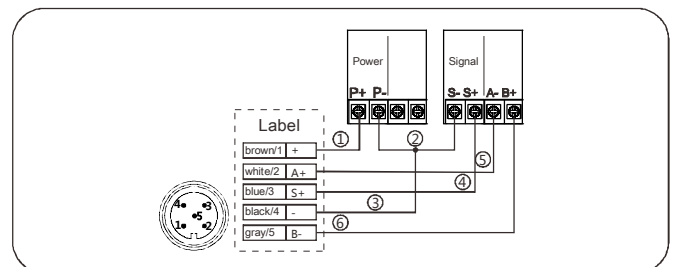 Power
Signal
P+ P-
S- S+ A- B+
Label
①
②
brown/1 +
⑤
white/2 A+
④
blue/3 S+
③
black/4 -
⑥
gray/5 B-
4 3
5
1 2